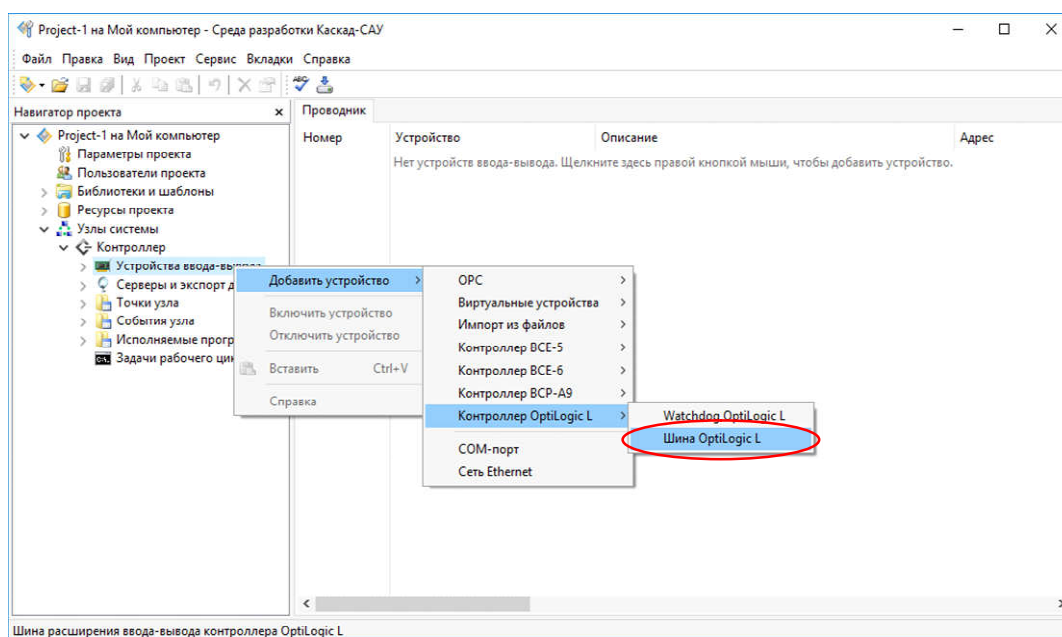 Project-1 на Мой компьютер - Среда разработки Каскад-САУ
Файл Правка Вид Проект Сервис Вкладки Справка
Навигатор проекта
Проводник
Project-1 на Мой компьютер
Параметры проекта
Пользователи проекта
Библиотеки и шаблоны
Ресурсы проекта
Узлы системы
Контроллер
Устройства ввода-вывода
Серверы и экспорт д
Точки узла
События узла
Исполняемые прогр
Задачи рабочего цик
Номер Устройство Описание Адрес
Нет устройств ввода-вывода. Щелкните здесь правой кнопкой мыши, чтобы добавить устройство.
Добавить устройство
Включить устройство
Отключить устройство
Вставить Ctrl+V
Справка
OPC
Виртуальные устройства
Импорт из файлов
Контроллер BCE-5
Контроллер BCE-6
Контроллер BCP-A9
Контроллер OptiLogic L
COM-порт
Сеть Ethernet
Watchdog OptiLogic L
Шина OptiLogic L
Шина расширения ввода-вывода контроллера OptiLogic L